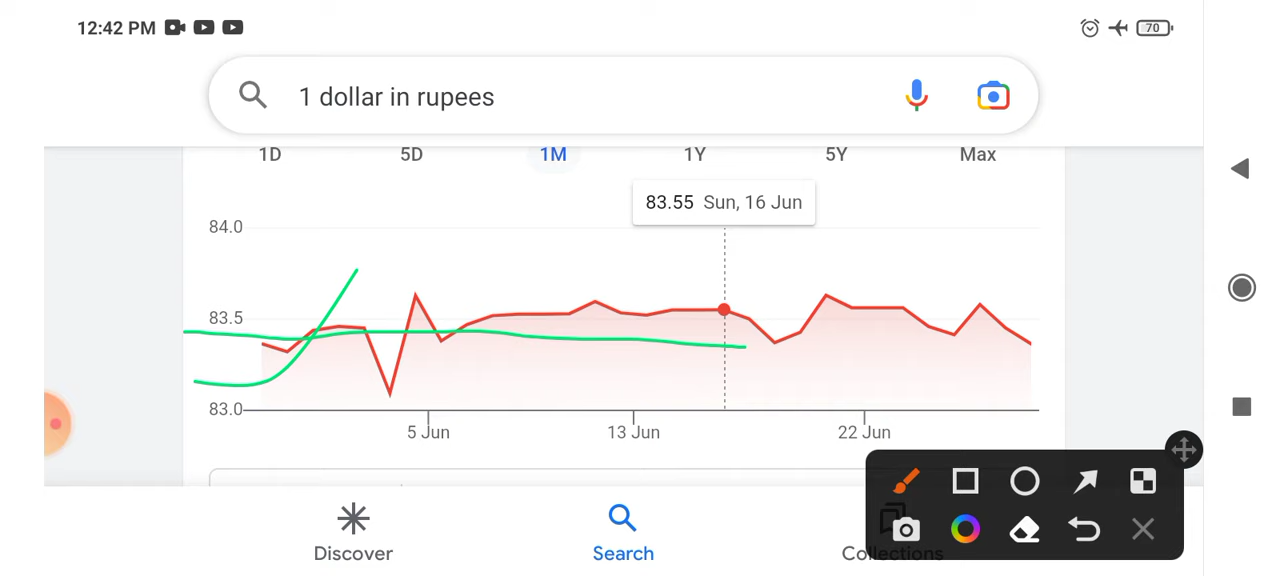 12:42 PM 70
1 dollar in rupees
1D 5D 1M 1Y 5Y Max
83.55 Sun, 16 Jun
84.0
83.5
83.0
5 Jun 13 Jun 22 Jun
Discover Search Collections